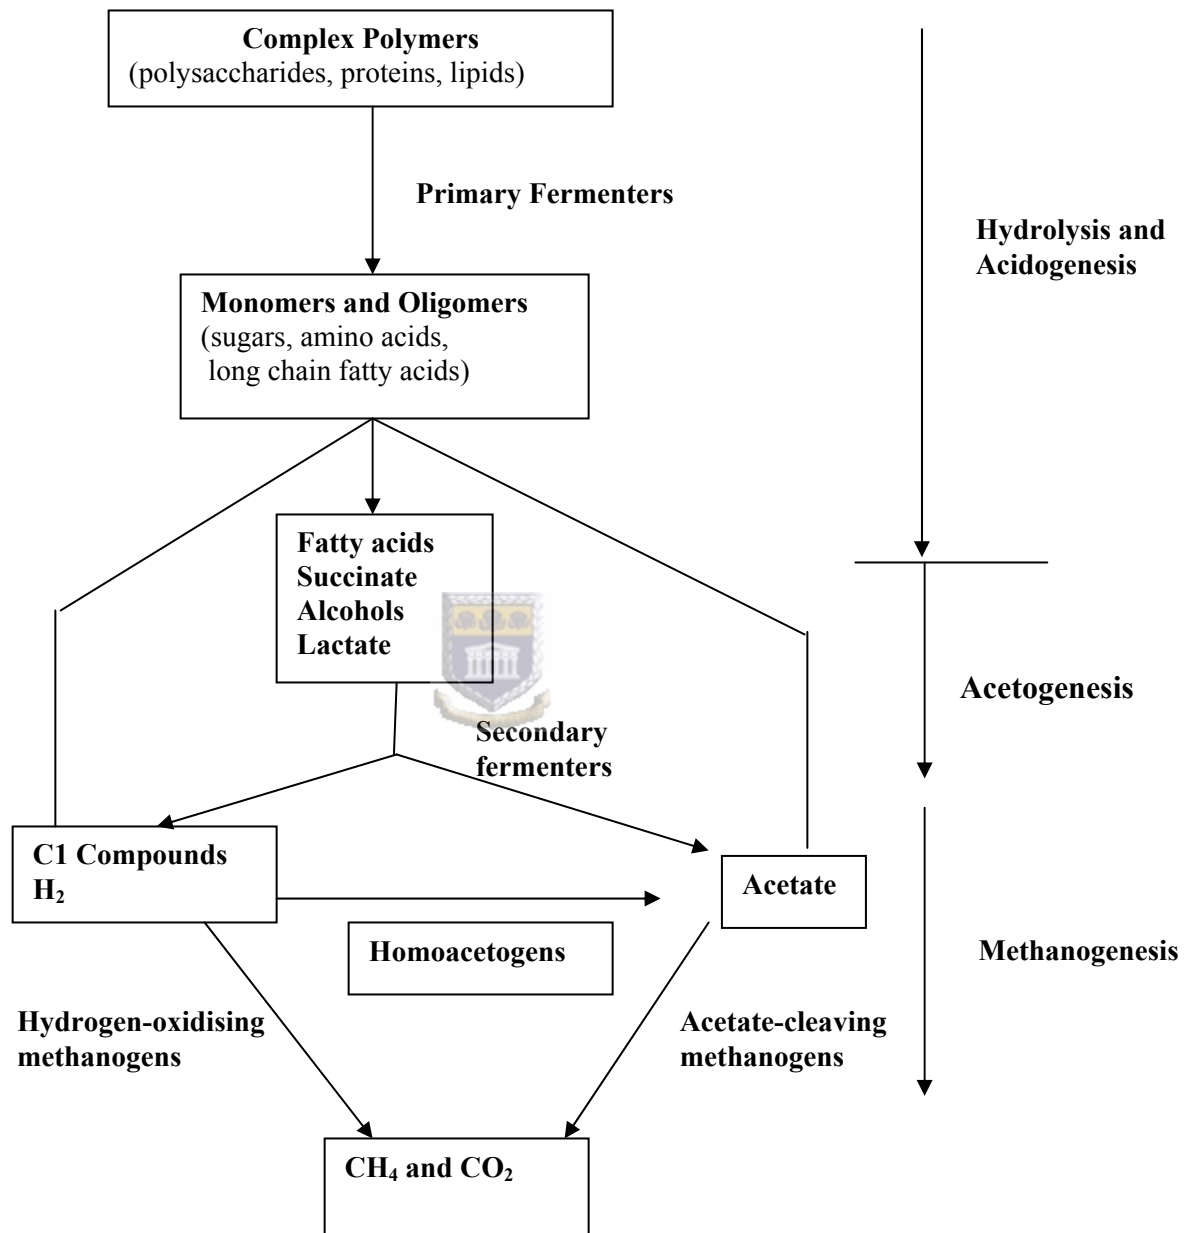 Complex Polymers
(polysaccharides, proteins, lipids)
Primary Fermenters
Hydrolysis and
Acidogenesis
Monomers and Oligomers
(sugars, amino acids,
long chain fatty acids)
Fatty acids
Succinate
Alcohols
Lactate
Acetogenesis
Secondary
fermenters
C1 Compounds
H₂
Acetate
Homoacetogens
Methanogenesis
Hydrogen-oxidising
methanogens
Acetate-cleaving
methanogens
CH₄ and CO₂